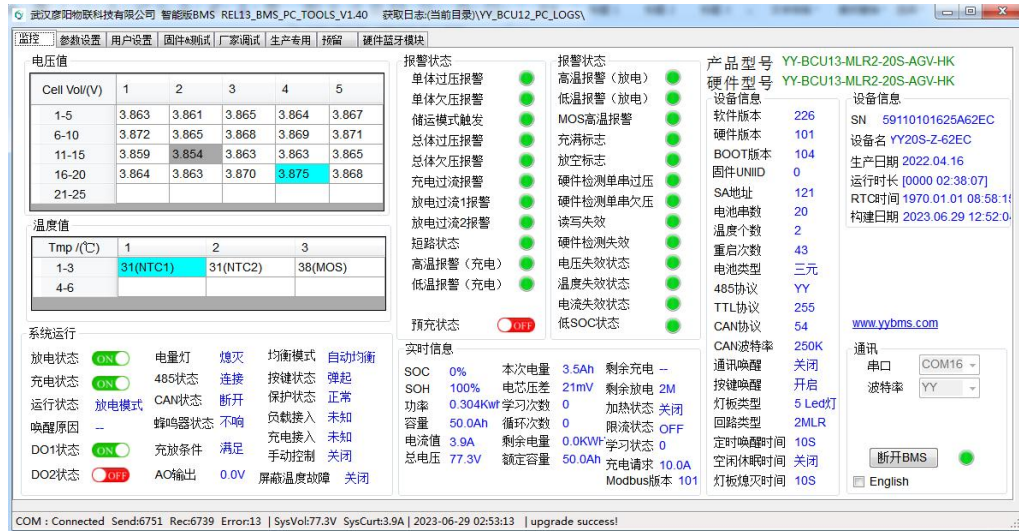 武汉彦阳物联科技有限公司 智能版BMS REL13_BMS_PC_TOOLS_V1.40 获取日志:(当前目录)\YY_BCU12_PC_LOGS\
监控 参数设置 用户设置 固件&测试 厂家调试 生产专用 预留 硬件蓝牙模块
电压值
Cell Vol/(V) 1 2 3 4 5
1-5 3.863 3.861 3.865 3.864 3.867
6-10 3.872 3.865 3.868 3.869 3.871
11-15 3.859 3.854 3.863 3.863 3.865
16-20 3.864 3.863 3.870 3.875 3.868
21-25
温度值
Tmp /(℃) 1 2 3
1-3 31(NTC1) 31(NTC2) 38(MOS)
4-6
系统运行
放电状态 ON 电量灯 熄灭 均衡模式 自动均衡
充电状态 ON 485状态 连接 按键状态 弹起
运行状态 放电模式 CAN状态 断开 保护状态 正常
唤醒原因 -- 蜂鸣器状态 不响 负载接入 未知
DO1状态 ON 充放条件 满足 充电接入 未知
手动控制 关闭
DO2状态 OFF AO输出 0.0V 屏蔽温度故障 关闭
报警状态
单体过压报警
单体欠压报警
储运模式触发
总体过压报警
总体欠压报警
充电过流报警
放电过流1报警
放电过流2报警
短路状态
高温报警（充电）
低温报警（充电）
预充状态 OFF
报警状态
高温报警（放电）
低温报警（放电）
MOS高温报警
充满标志
放空标志
硬件检测单串过压
硬件检测单串欠压
读写失效
硬件检测失效
电压失效状态
温度失效状态
电流失效状态
低SOC状态
实时信息
SOC 0% 本次电量 3.5Ah 剩余充电 --
SOH 100% 电芯压差 21mV 剩余放电 2M
功率 0.304Kwh 学习次数 0 加热状态 关闭
容量 50.0Ah 循环次数 0 限流状态 OFF
电流值 3.9A 剩余电量 0.0KWH 学习状态 0
总电压 77.3V 额定容量 50.0Ah 充电请求 10.0A
Modbus版本 101
产品型号 YY-BCU13-MLR2-20S-AGV-HK
硬件型号 YY-BCU13-MLR2-20S-AGV-HK
设备信息
软件版本 226
硬件版本 101
BOOT版本 104
固件UNIID 0
SA地址 121
电池串数 20
温度个数 2
重启次数 43
电池类型 三元
485协议 YY
TTL协议 255
CAN协议 54
CAN波特率 250K
通讯唤醒 关闭
按键唤醒 开启
灯板类型 5 Led灯
回路类型 2MLR
定时唤醒时间 10S
空闲休眠时间 关闭
灯板熄灭时间 10S
设备信息
SN 59110101625A62EC
设备名 YY20S-Z-62EC
生产日期 2022.04.16
运行时长 [0000 02:38:07]
RTC时间 1970.01.01 08:58:1
构建日期 2023.06.29 12:52:0
www.yybms.com
通讯
串口 COM16
波特率 YY
断开BMS
English
COM : Connected Send:6751 Rec:6739 Error:13 |SysVol:77.3V SysCurt:3.9A | 2023-06-29 02:53:13 | upgrade success!